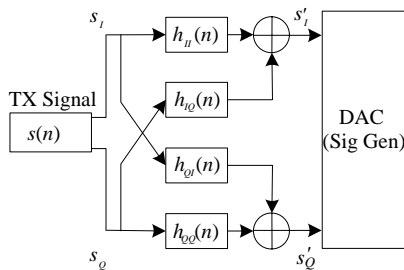 s_I
s'_I
h_II(n)
TX Signal
h_IQ(n)
s(n)
DAC
(Sig Gen)
h_QI(n)
h_QQ(n)
s_Q
s'_Q